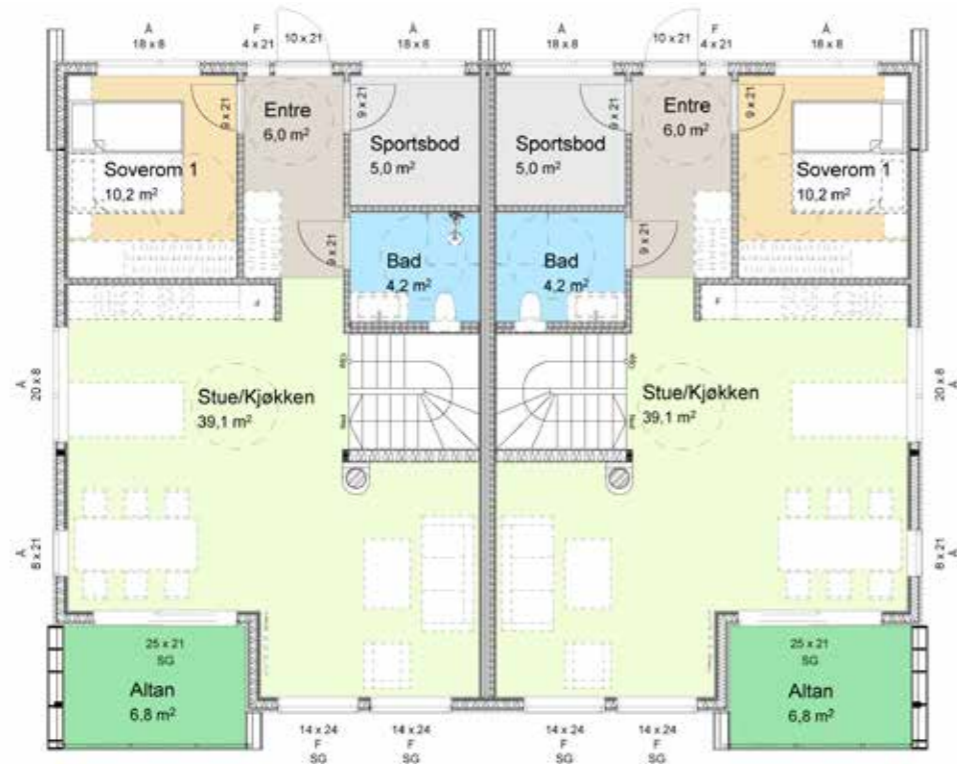 Å F Å Å F Å
18 x 8 4 x 21 10 x 21 18 x 8 18 x 8 10 x 21 4 x 21 18 x 8
9 x 21
9 x 21
9 x 21
9 x 21
Entre
6,0 m²
Sportsbod
5,0 m²
Sportsbod
5,0 m²
Entre
6,0 m²
Soverom 1
10,2 m²
Soverom 1
10,2 m²
9 x 21
9 x 21
Bad
4,2 m²
Bad
4,2 m²
F
Å
20 x 8
Stue/Kjøkken
39,1 m²
Stue/Kjøkken
39,1 m²
20 x 8
Å
Å
8 x 21
8 x 21
Å
25 x 21
SG
25 x 21
SG
Altan
6,8 m²
Altan
6,8 m²
14 x 24 14 x 24 14 x 24 14 x 24
F F F F
SG SG SG SG